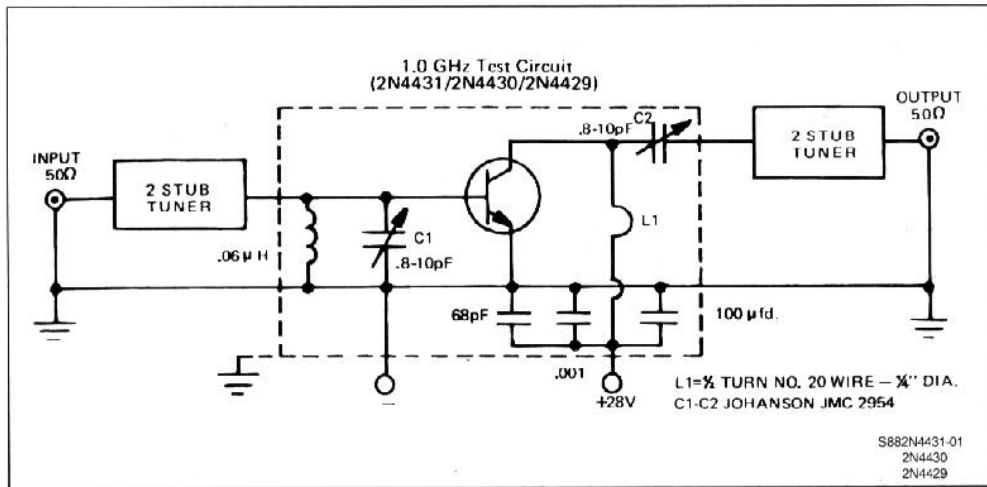 1.0 GHz Test Circuit
(2N4431/2N4430/2N4429)
INPUT
50Ω
2 STUB
TUNER
.06 μ H
C1
.8-10pF
C2
.8-10pF
L1
2 STUB
TUNER
OUTPUT
50Ω
68pF
.001
100 μfd.
–
+28V
L1=½ TURN NO. 20 WIRE – ¼" DIA.
C1-C2 JOHANSON JMC 2954
S882N4431-01
2N4430
2N4429